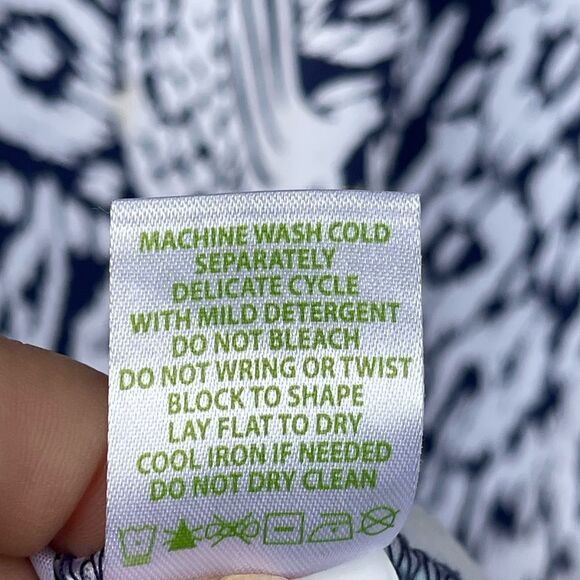 MACHINE WASH COLD
SEPARATELY
DELICATE CYCLE
WITH MILD DETERGENT
DO NOT BLEACH
DO NOT WRING OR TWIST
BLOCK TO SHAPE
LAY FLAT TO DRY
COOL IRON IF NEEDED
DO NOT DRY CLEAN